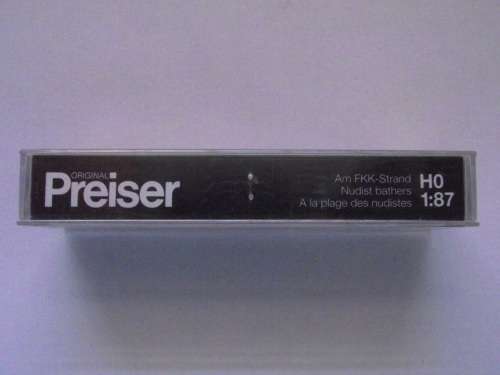 ORIGINAL
Preiser
Am FKK-Strand
Nudist bathers
A la plage des nudistes
H0
1:87